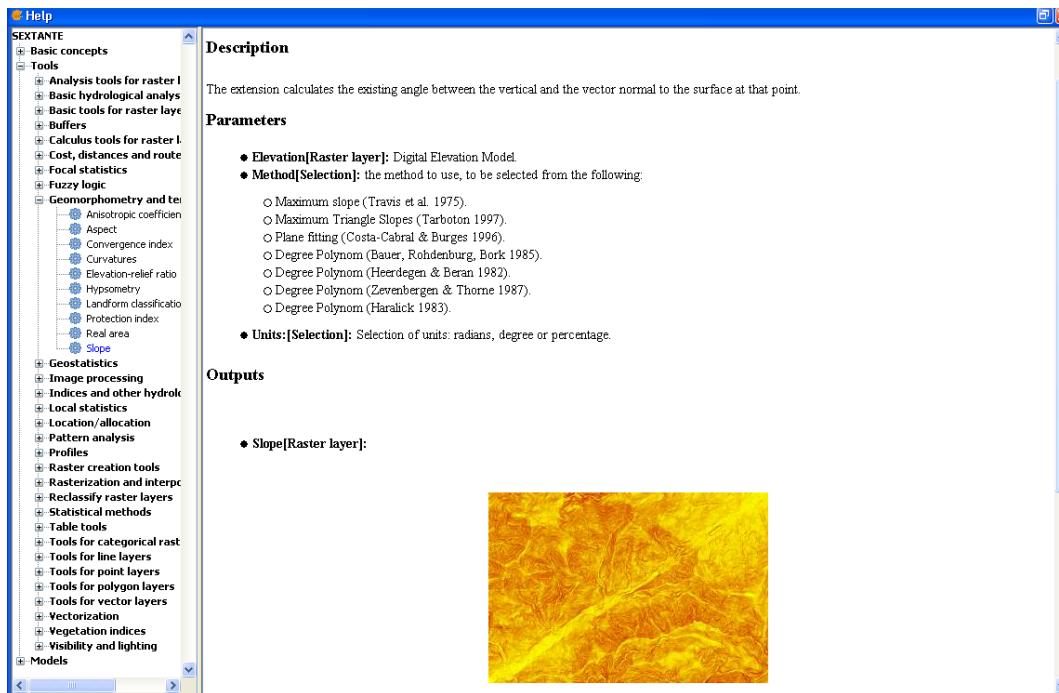 Help
SEXTANTE
Basic concepts
Tools
Analysis tools for raster l
Basic hydrological analys
Basic tools for raster laye
Buffers
Calculus tools for raster l
Cost, distances and route
Focal statistics
Fuzzy logic
Geomorphometry and te
Anisotropic coefficien
Aspect
Convergence index
Curvatures
Elevation-relief ratio
Hypsometry
Landform classificatio
Protection index
Real area
Slope
Geostatistics
Image processing
Indices and other hydrolo
Local statistics
Location/allocation
Pattern analysis
Profiles
Raster creation tools
Rasterization and interpo
Reclassify raster layers
Statistical methods
Table tools
Tools for categorical rast
Tools for line layers
Tools for point layers
Tools for polygon layers
Tools for vector layers
Vectorization
Vegetation indices
Visibility and lighting
Models
Description
The extension calculates the existing angle between the vertical and the vector normal to the surface at that point.
Parameters
Elevation[Raster layer]: Digital Elevation Model.
Method[Selection]: the method to use, to be selected from the following:
Maximum slope (Travis et al. 1975).
Maximum Triangle Slopes (Tarboton 1997).
Plane fitting (Costa-Cabral & Burges 1996).
Degree Polynom (Bauer, Rohdenburg, Bork 1985).
Degree Polynom (Heerdegen & Beran 1982).
Degree Polynom (Zevenbergen & Thorne 1987).
Degree Polynom (Haralick 1983).
Units:[Selection]: Selection of units: radians, degree or percentage.
Outputs
Slope[Raster layer]: